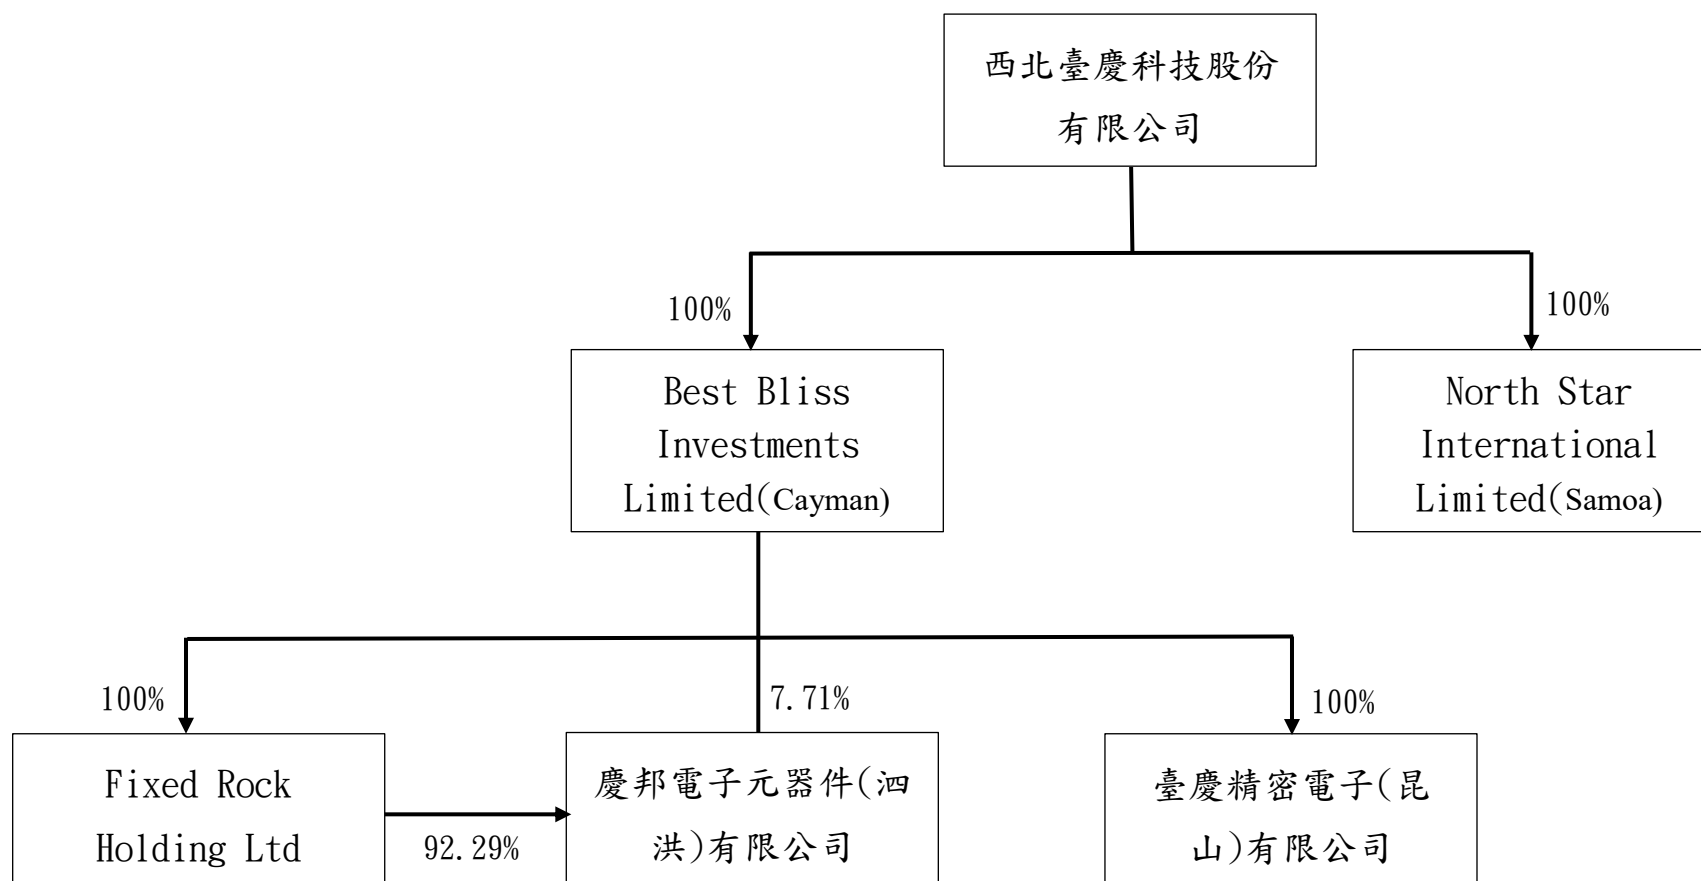 西北臺慶科技股份
有限公司
100%
100%
Best Bliss
Investments
Limited(Cayman)
North Star
International
Limited(Samoa)
100%
7.71%
100%
Fixed Rock
Holding Ltd
92.29%
慶邦電子元器件(泗
洪)有限公司
臺慶精密電子(昆
山)有限公司